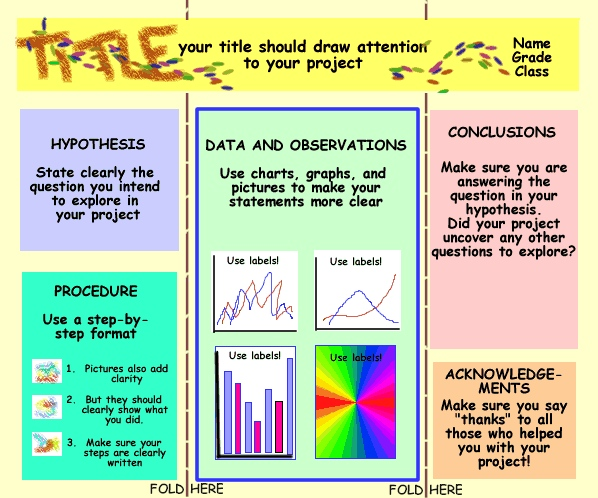 TITLE
your title should draw attention
to your project
Name
Grade
Class
HYPOTHESIS
State clearly the
question you intend
to explore in
your project
PROCEDURE
Use a step-by-
step format
1. Pictures also add
clarity
2. But they should
clearly show what
you did.
3. Make sure your
steps are clearly
written
DATA AND OBSERVATIONS
Use charts, graphs, and
pictures to make your
statements more clear
Use labels!
Use labels!
Use labels!
Use labels!
CONCLUSIONS
Make sure you are
answering the
question in your
hypothesis.
Did your project
uncover any other
questions to explore?
ACKNOWLEDGE-
MENTS
Make sure you say
"thanks" to all
those who helped
you with your
project!
FOLD HERE
FOLD HERE